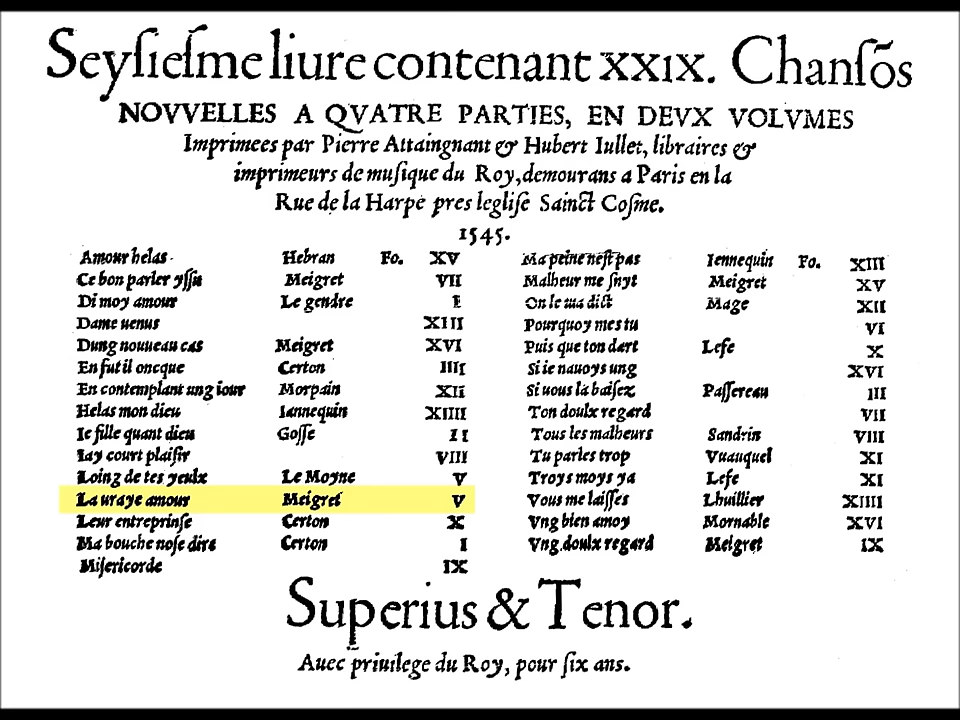 Seyſieſme liure contenant XXIX. Chanſōs
NOVVELLES A QVATRE PARTIES, EN DEVX VOLVMES
Imprimees par Pierre Attaingnant & Hubert Iullet, libraires &
imprimeurs de muſique du Roy, demourans a Paris en la
Rue de la Harpe pres legliſe Sainct Coſme.
1545.
Amour helas Hebran Fo. XV
Ce bon parler yſſu Meigret VII
Di moy amour Le gendre I
Dame uenus XIII
Dung nouueau cas Meigret XVI
En fut il oncque Certon IIII
En contemplant ung iour Morpain XII
Helas mon dieu Iannequin XIIII
Ie fille quant dieu Goſſe II
Iay court plaiſir VIII
Loing de tes yeulx Le Moyne V
La uraye amour Meigret V
Leur entreprinſe Certon X
Ma bouche noſe dire Certon I
Miſericorde IX
Ma peine neſt pas Iennequin Fo. XIII
Malheur me ſuyt Meigret XV
On le ma dict Mage XII
Pourquoy mes tu VI
Puis que ton dart Lefe X
Si ie nauoys ung XVI
Si uous la baiſez Paſſereau III
Ton doulx regard VII
Tous les malheurs Sandrin VIII
Tu parles trop Vuauquel XI
Troys moys ya Lefe XI
Vous me laiſſes Lhuillier XIIII
Vng bien amoy Mornable XVI
Vng doulx regard Meigret IX
Superius & Tenor.
Auec priuilege du Roy, pour ſix ans.